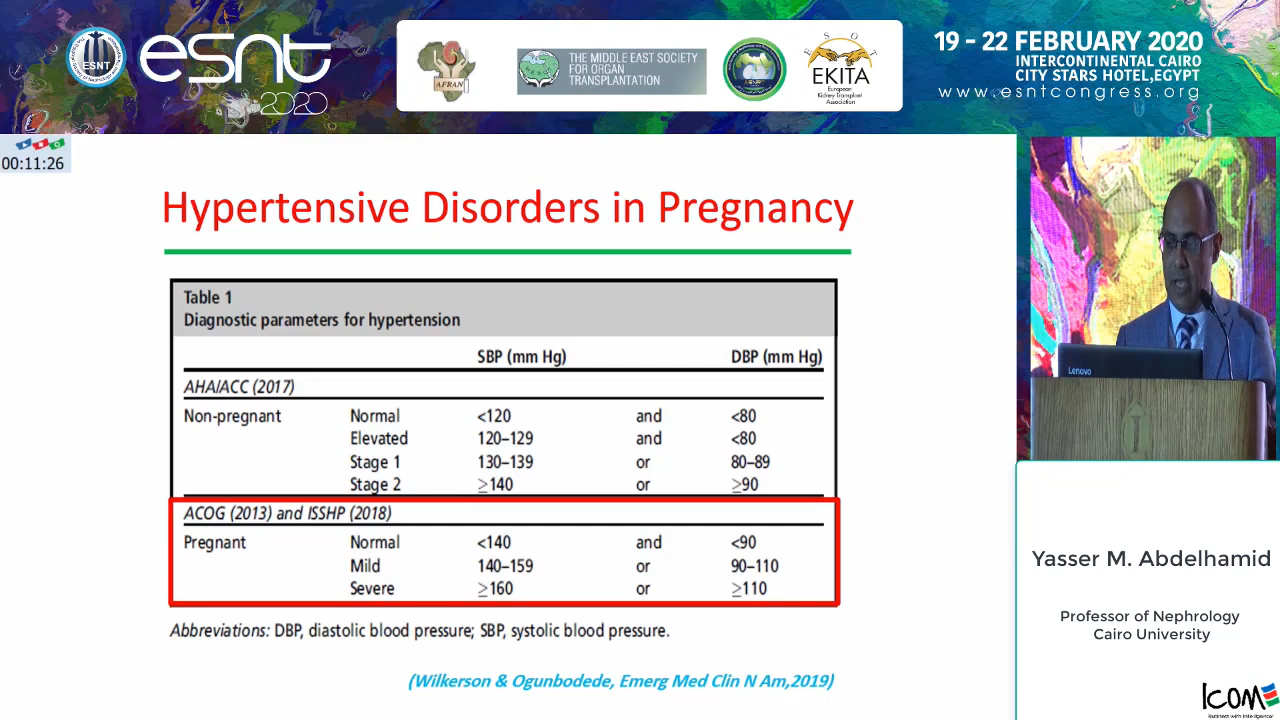 ESNT
esnt
2020
AFRAN
THE MIDDLE EAST SOCIETY
FOR ORGAN
TRANSPLANTATION
E S O T
EKITA
European
Kidney Transplant
Association
19 - 22 FEBRUARY 2020
INTERCONTINENTAL CAIRO
CITY STARS HOTEL,EGYPT
www.esntcongress.org
00:11:26
Hypertensive Disorders in Pregnancy
Table 1
Diagnostic parameters for hypertension
SBP (mm Hg) DBP (mm Hg)
AHA/ACC (2017)
Non-pregnant Normal <120 and <80
Elevated 120–129 and <80
Stage 1 130–139 or 80–89
Stage 2 ≥140 or ≥90
ACOG (2013) and ISSHP (2018)
Pregnant Normal <140 and <90
Mild 140–159 or 90–110
Severe ≥160 or ≥110
Abbreviations: DBP, diastolic blood pressure; SBP, systolic blood pressure.
(Wilkerson & Ogunbodede, Emerg Med Clin N Am,2019)
Lenovo
Yasser M. Abdelhamid
Professor of Nephrology
Cairo University
ICOM